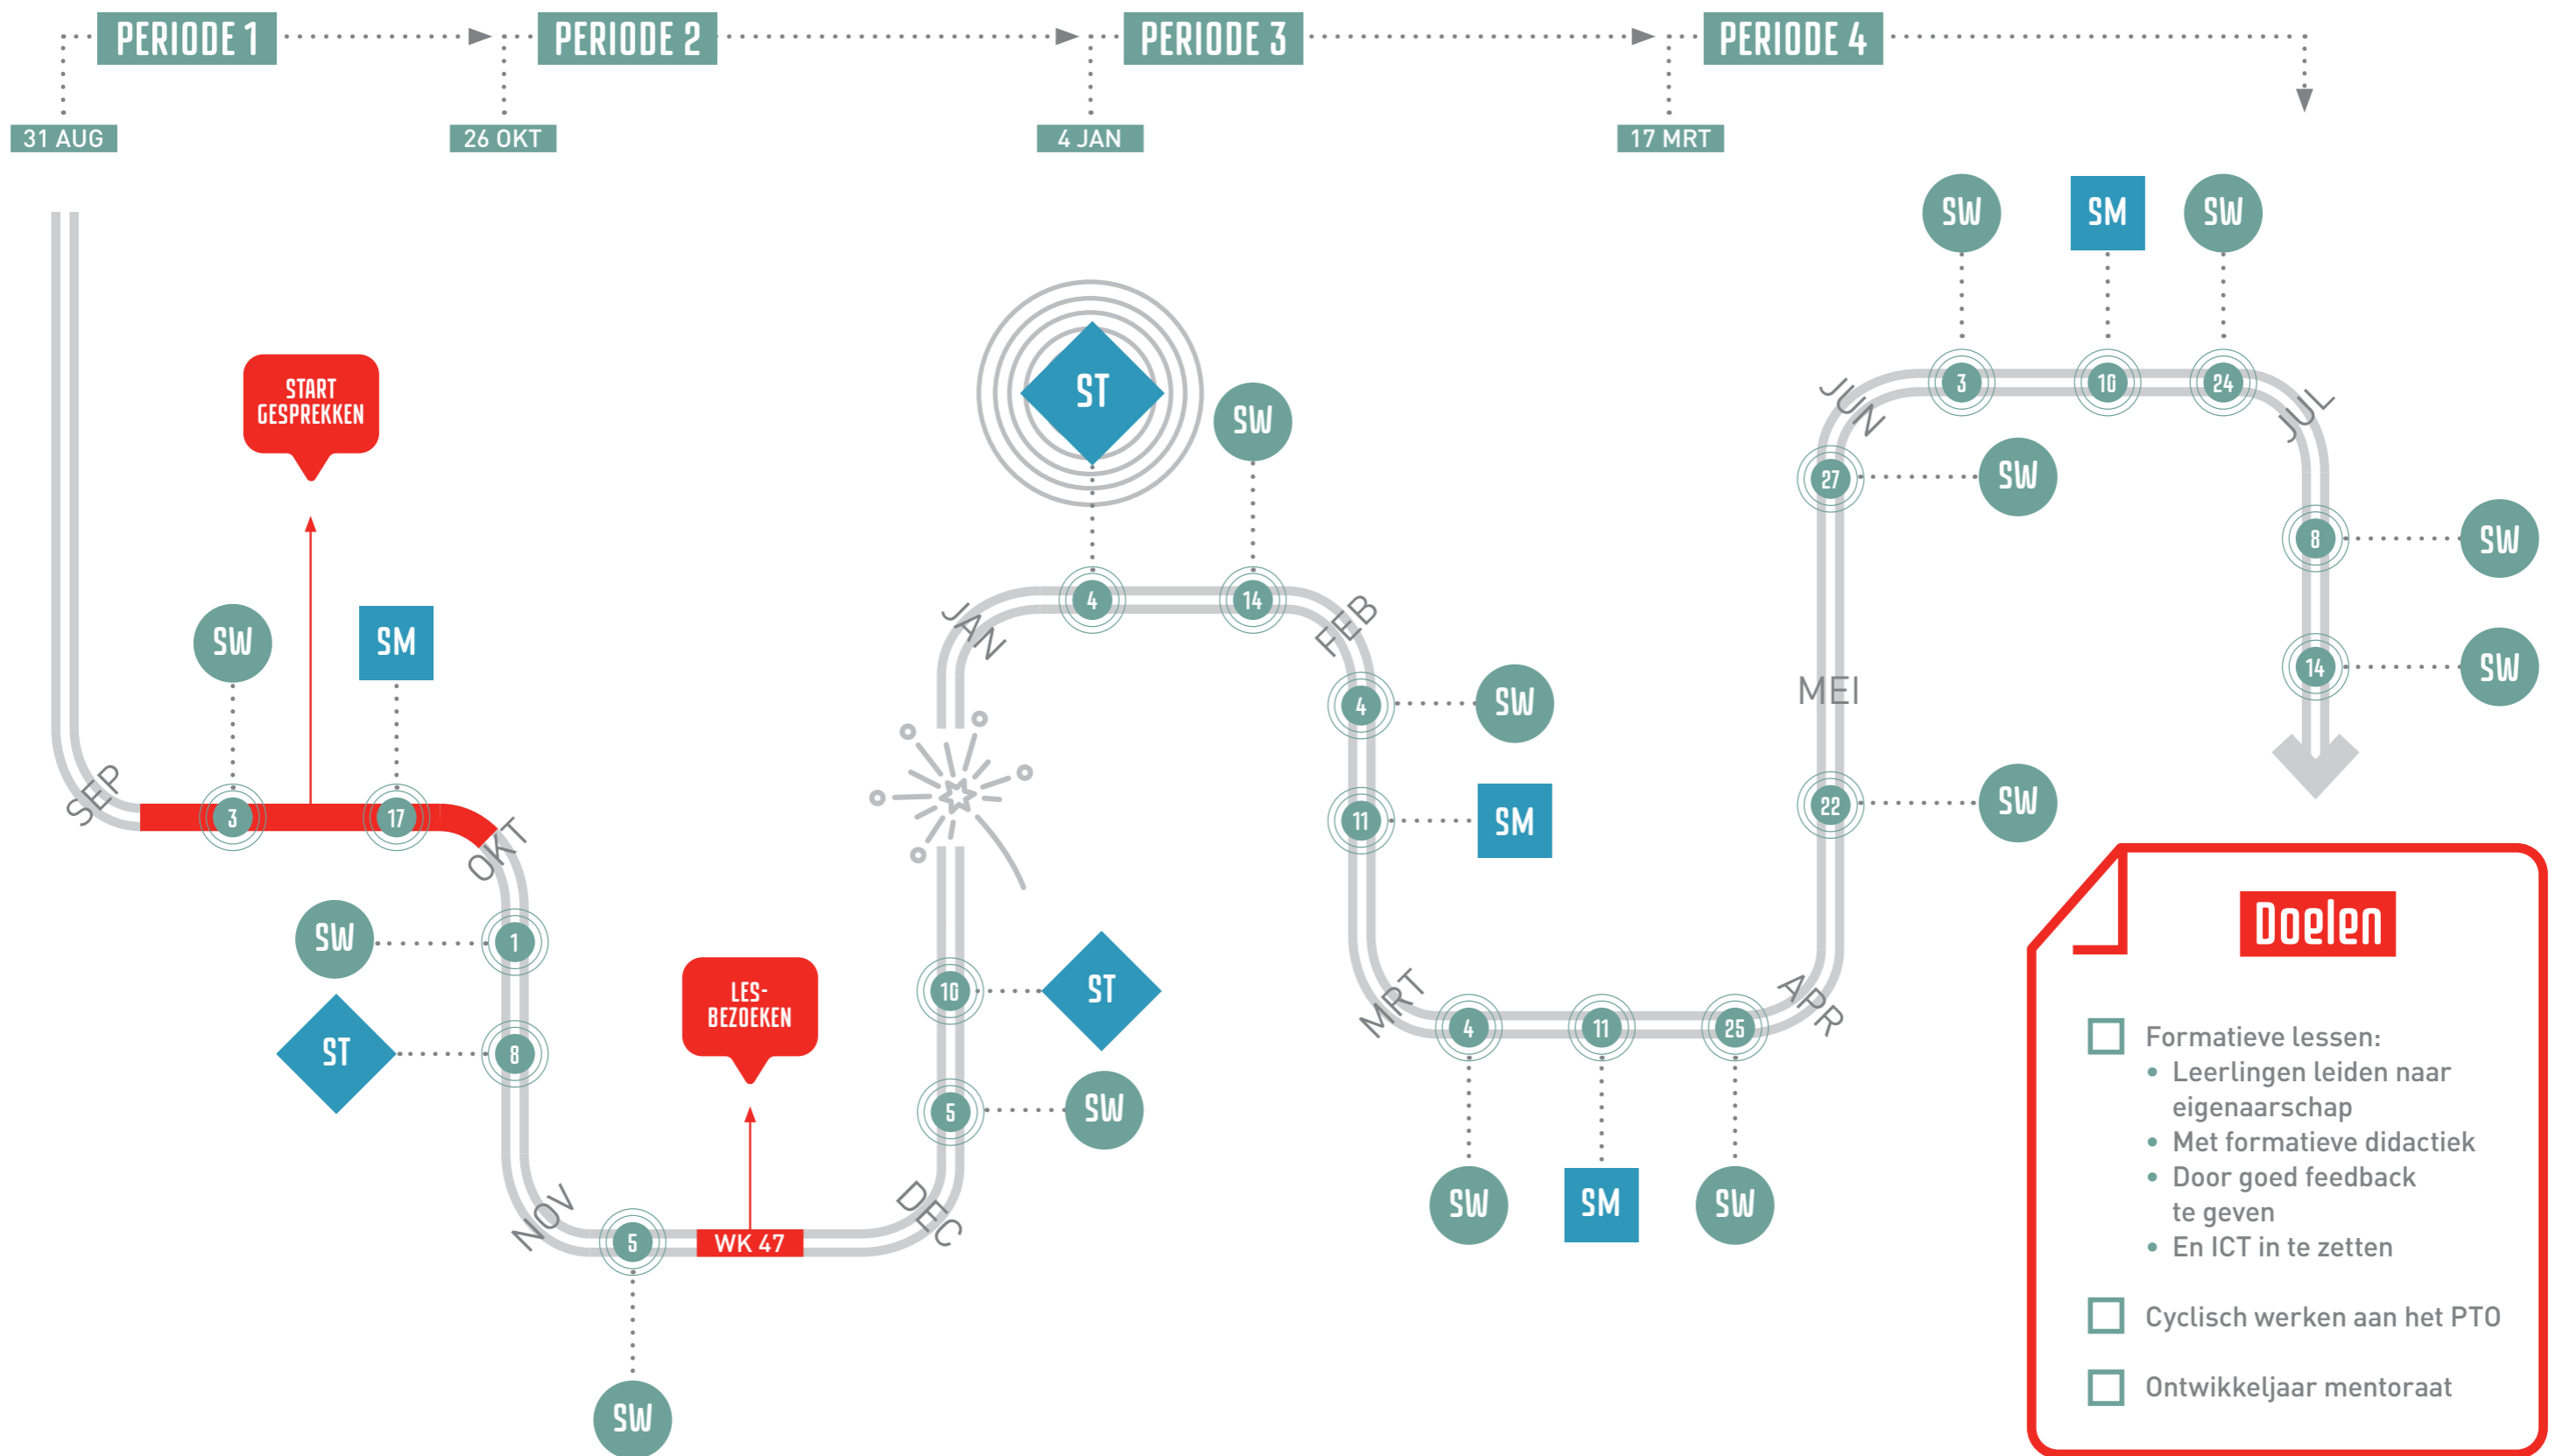 PERIODE 1
PERIODE 2
PERIODE 3
PERIODE 4
31 AUG
26 OKT
4 JAN
17 MRT
SEP
START
GESPREKKEN
SW
3
SM
17
OKT
SW
1
ST
8
NOV
5
SW
LES-
BEZOEKEN
WK 47
DEC
5
SW
10
ST
JAN
ST
4
SW
14
FEB
4
SW
11
SM
MRT
4
SW
11
SM
25
SW
APR
22
SW
MEI
27
SW
JUN
SW
3
SM
10
SW
24
JUL
8
SW
14
SW
Doelen
Formatieve lessen:
• Leerlingen leiden naar
eigenaarschap
• Met formatieve didactiek
• Door goed feedback
te geven
• En ICT in te zetten
Cyclisch werken aan het PTO
Ontwikkeljaar mentoraat